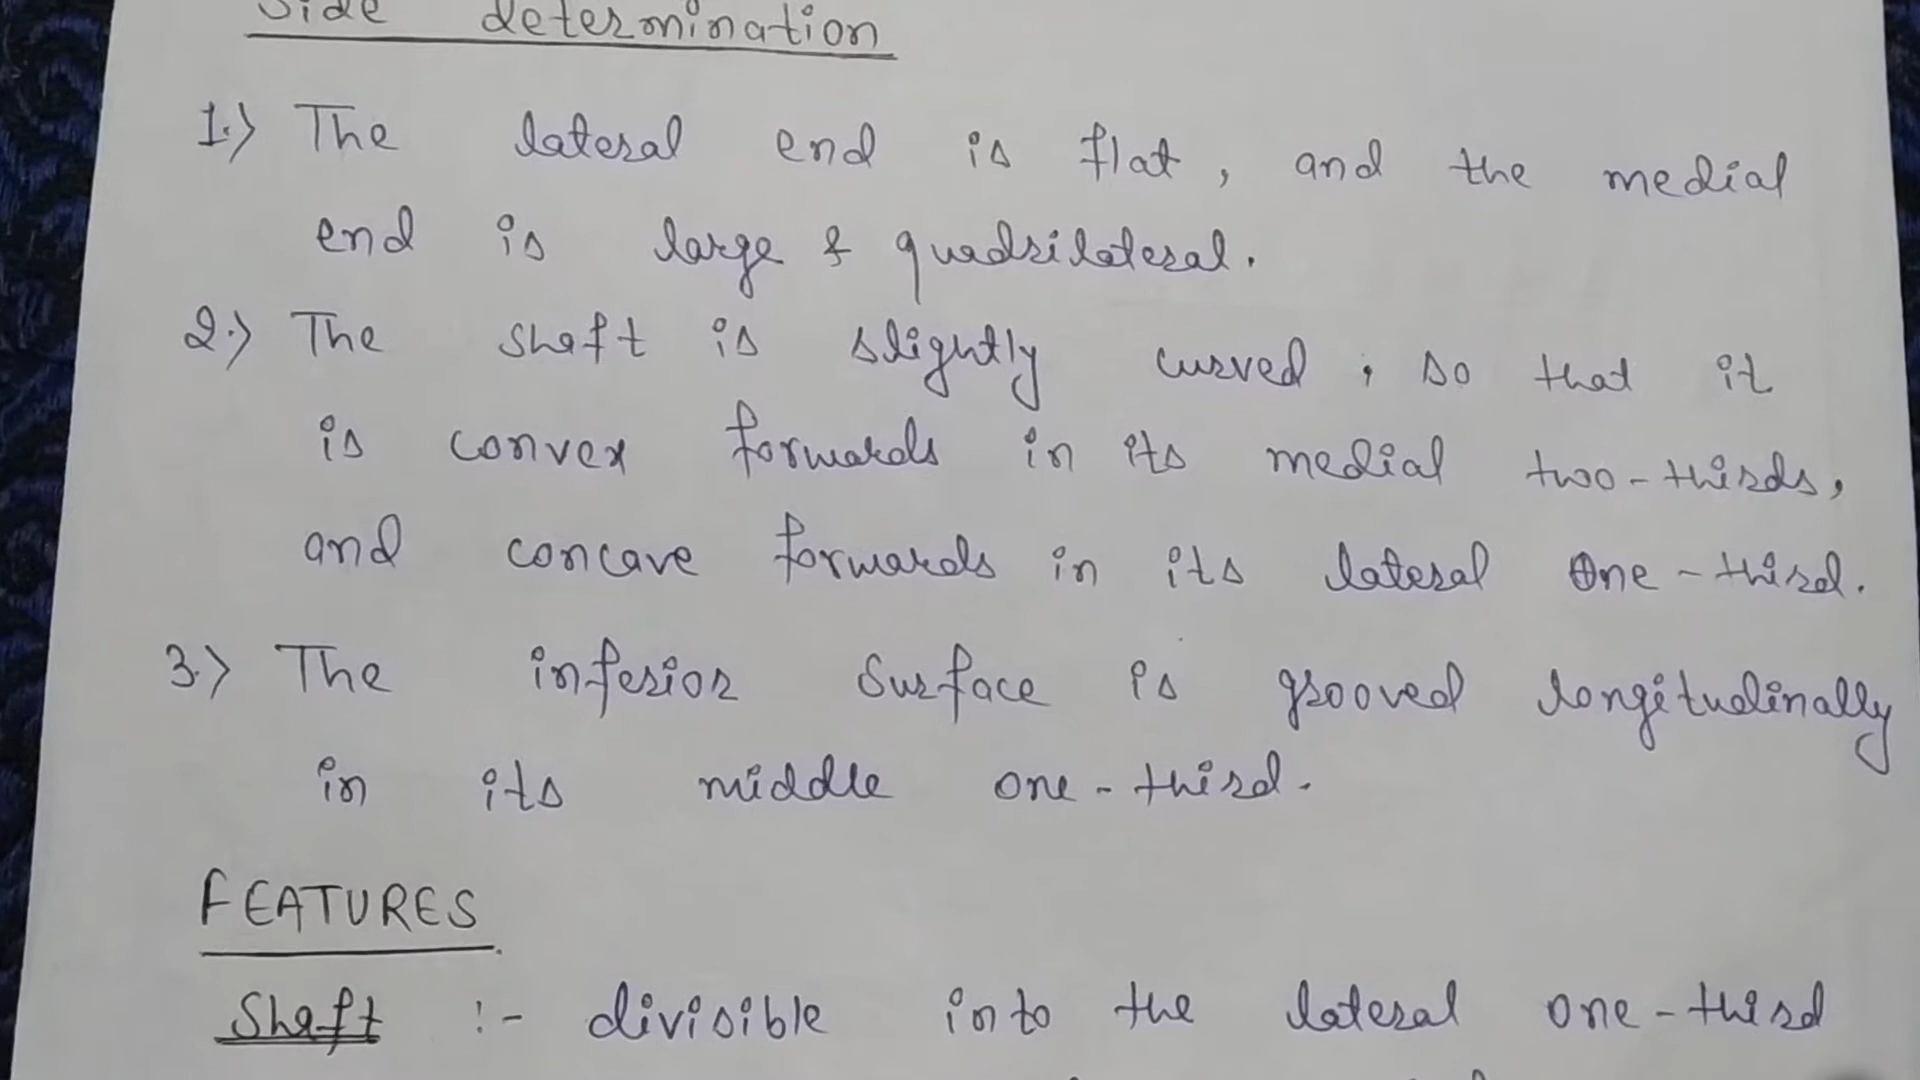 Side determination
1.) The lateral end is flat, and the medial
end is large & quadrilateral.
2.) The shaft is slightly curved, so that it
is convex forwards in its medial two-thirds,
and concave forwards in its lateral one-third.
3.) The inferior surface is grooved longitudinally
in its middle one-third.
FEATURES
Shaft :- divisible into the lateral one-third